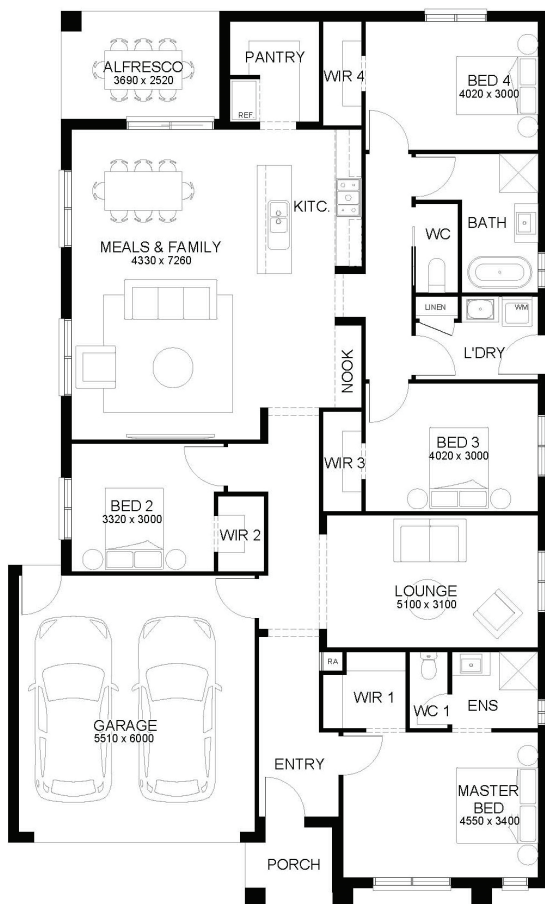 ALFRESCO
3690 x 2520
PANTRY
REF
WIR 4
BED 4
4020 x 3000
KITC.
MEALS & FAMILY
4330 x 7260
WC
BATH
LINEN
WM
L'DRY
NOOK
BED 3
4020 x 3000
WIR 3
BED 2
3320 x 3000
WIR 2
LOUNGE
5100 x 3100
RA
WIR 1
WC 1
ENS
GARAGE
5510 x 6000
ENTRY
MASTER
BED
4550 x 3400
PORCH